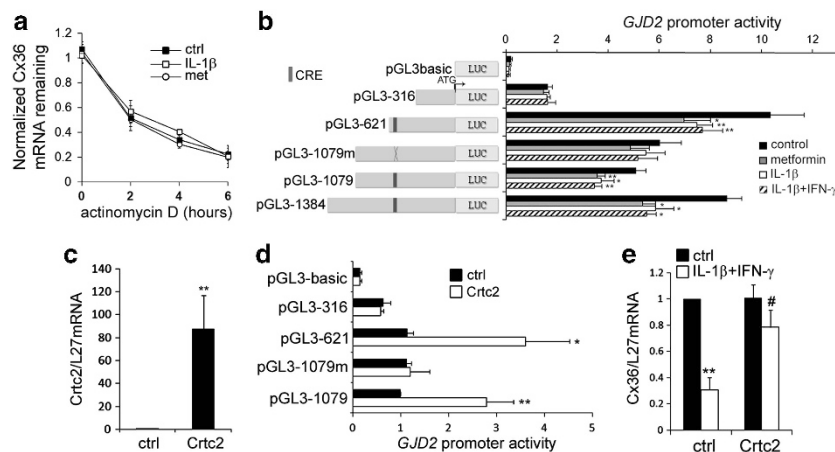 a
Normalized Cx36
mRNA remaining
1.2
1
0.8
0.6
0.4
0.2
0
0 2 4 6
actinomycin D (hours)
ctrl
IL-1β
met
b
GJD2 promoter activity
0 2 4 6 8 10 12
CRE
pGL3basic LUC
ATG
pGL3-316 LUC
pGL3-621 LUC
* ** **
pGL3-1079m LUC
pGL3-1079 LUC
** * **
pGL3-1384 LUC
* * *
control
metformin
IL-1β
IL-1β+IFN-γ
c
Crtc2/L27mRNA
140
120
100
80
60
40
20
0
**
ctrl Crtc2
d
ctrl
Crtc2
pGL3-basic
pGL3-316
pGL3-621 *
pGL3-1079m
pGL3-1079 **
0 1 2 3 4 5
GJD2 promoter activity
e
ctrl
IL-1β+IFN-γ
Cx36/L27mRNA
1.2
1
0.8
0.6
0.4
0.2
0
** #
ctrl Crtc2